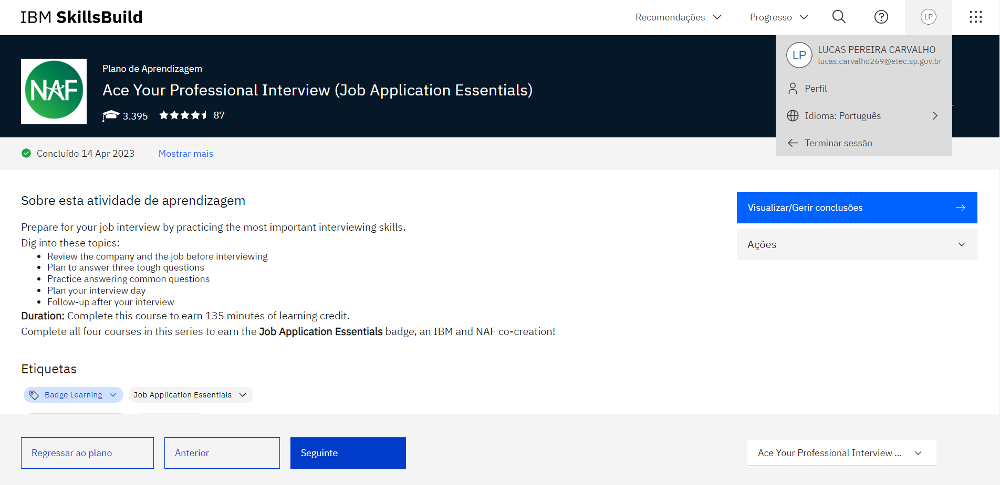 IBM SkillsBuild
Recomendações
Progresso
LP
LP
LUCAS PEREIRA CARVALHO
lucas.carvalho269@etec.sp.gov.br
Perfil
Idioma: Português
Terminar sessão
NAF
Plano de Aprendizagem
Ace Your Professional Interview (Job Application Essentials)
3.395
87
Concluído 14 Apr 2023
Mostrar mais
Sobre esta atividade de aprendizagem
Prepare for your job interview by practicing the most important interviewing skills.
Dig into these topics:
• Review the company and the job before interviewing
• Plan to answer three tough questions
• Practice answering common questions
• Plan your interview day
• Follow-up after your interview
Duration: Complete this course to earn 135 minutes of learning credit.
Complete all four courses in this series to earn the Job Application Essentials badge, an IBM and NAF co-creation!
Visualizar/Gerir conclusões
Ações
Etiquetas
Badge Learning
Job Application Essentials
Regressar ao plano
Anterior
Seguinte
Ace Your Professional Interview ...